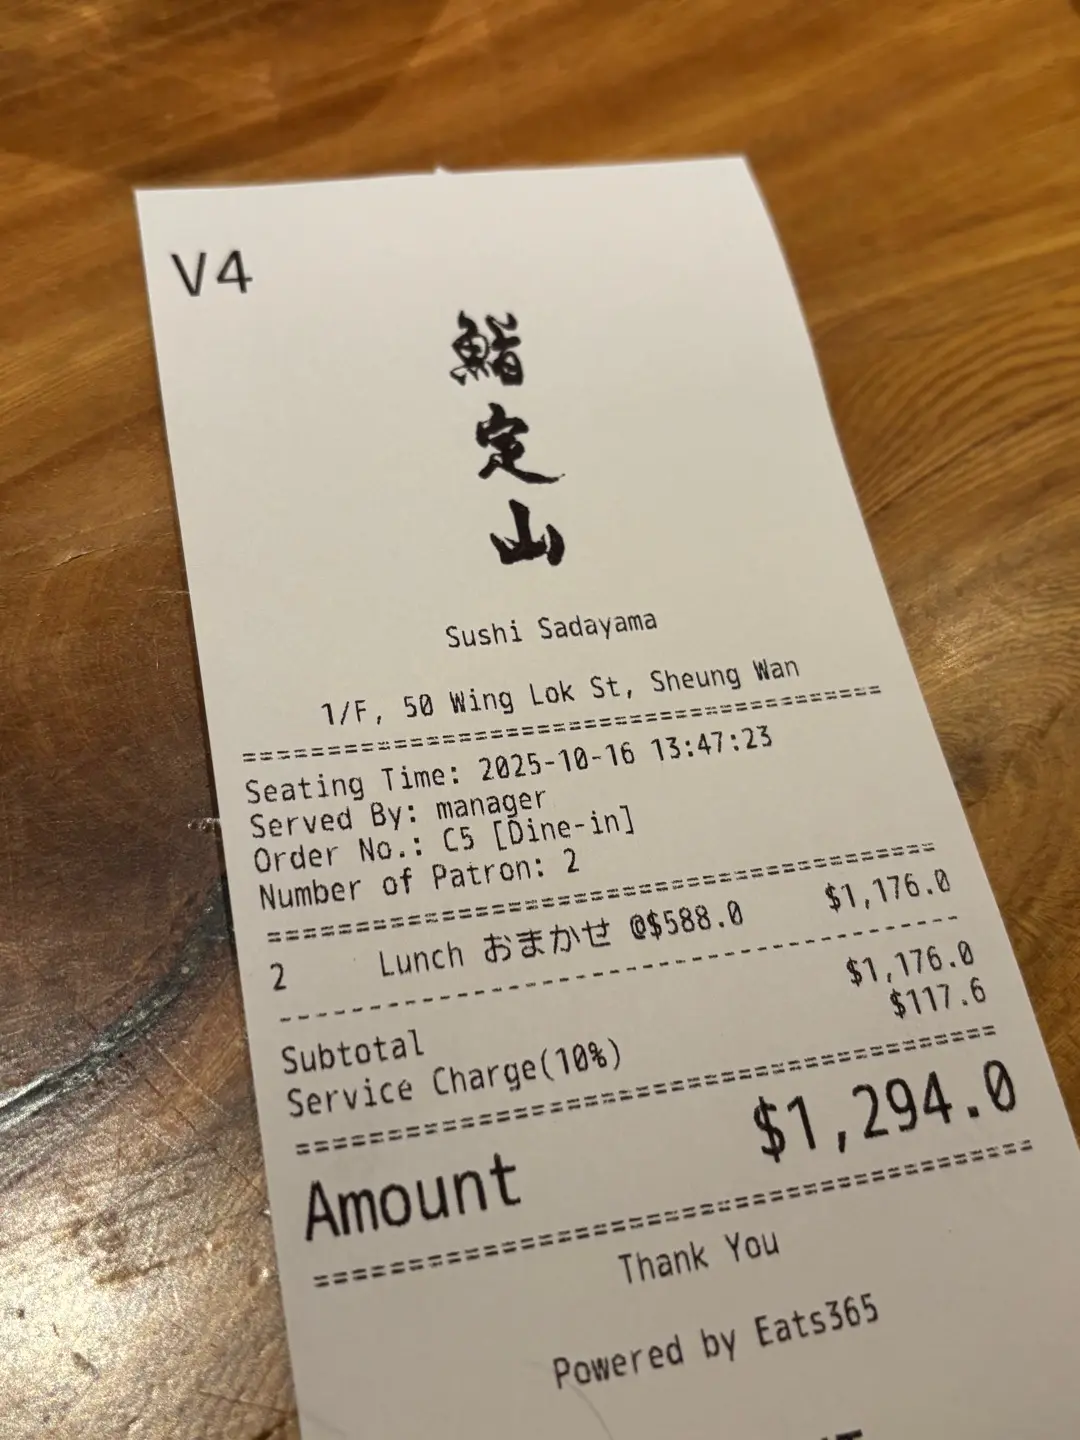 V4
鮨
定
山
Sushi Sadayama
1/F, 50 Wing Lok St, Sheung Wan
========================================
Seating Time: 2025-10-16 13:47:23
Served By: manager
Order No.: C5 [Dine-in]
Number of Patron: 2
========================================
2 Lunch おまかせ @$588.0 $1,176.0
----------------------------------------
Subtotal $1,176.0
Service Charge(10%) $117.6
========================================
Amount $1,294.0
========================================
Thank You
Powered by Eats365